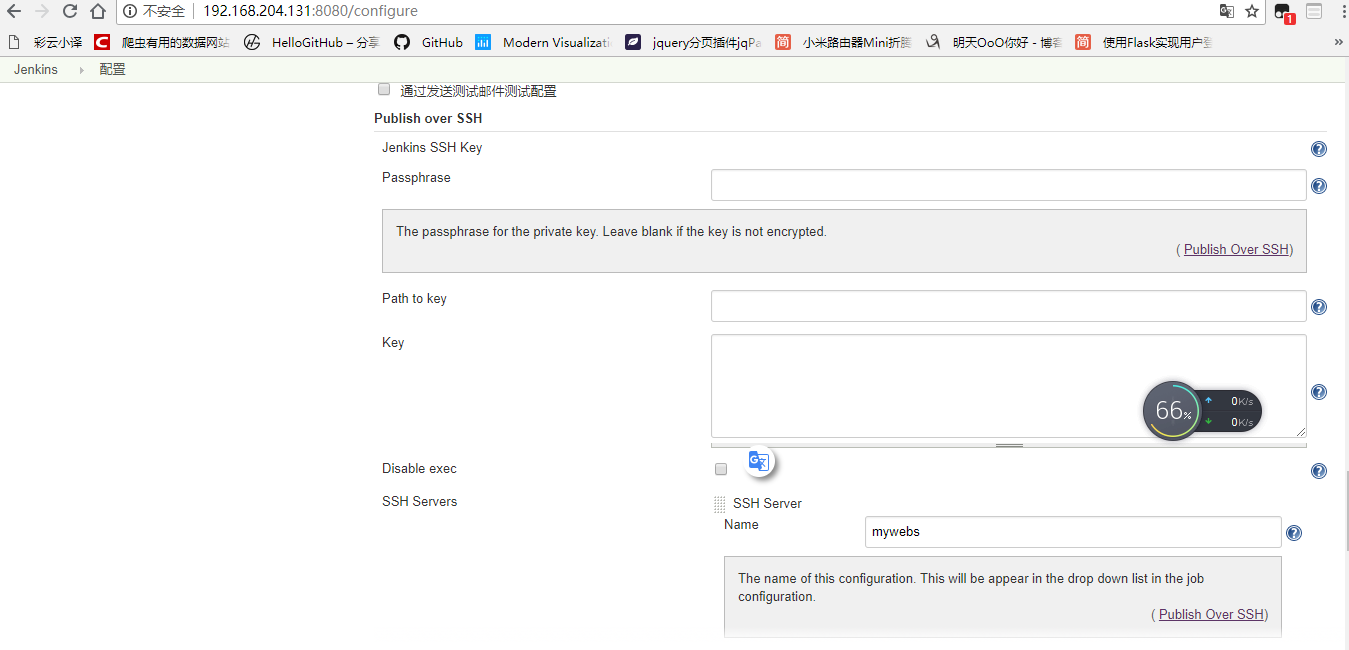 不安全 192.168.204.131:8080/configure
1
彩云小译 爬虫有用的数据网站 HelloGitHub – 分享 GitHub Modern Visualizati jquery分页插件jqPa 小米路由器Mini折腾 明天OoO你好 - 博客 使用Flask实现用户登 »
Jenkins 配置
通过发送测试邮件测试配置
Publish over SSH
Jenkins SSH Key
Passphrase
The passphrase for the private key. Leave blank if the key is not encrypted.
( Publish Over SSH)
Path to key
Key
66%
0K/s
0K/s
Disable exec
SSH Servers
SSH Server
Name
mywebs
The name of this configuration. This will be appear in the drop down list in the job
configuration.
( Publish Over SSH)